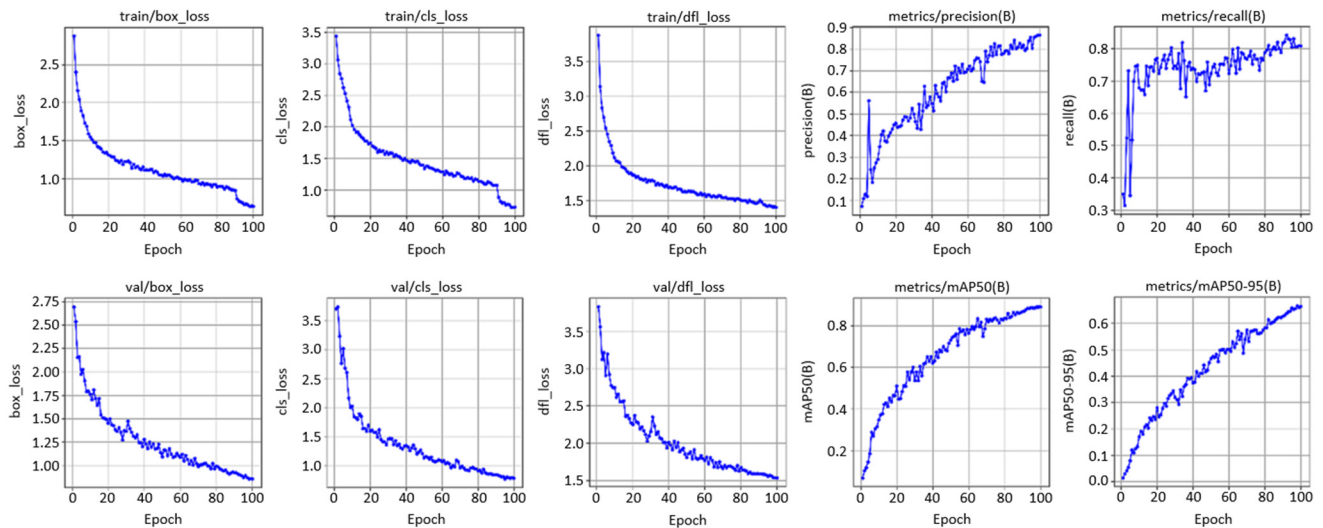 train/box_loss
train/cls_loss
train/dfl_loss
metrics/precision(B)
metrics/recall(B)
box_loss
2.5
2.0
1.5
1.0
0 20 40 60 80 100
Epoch
cls_loss
3.5
3.0
2.5
2.0
1.5
1.0
0 20 40 60 80 100
Epoch
dfl_loss
3.5
3.0
2.5
2.0
1.5
0 20 40 60 80 100
Epoch
precision(B)
0.9
0.8
0.7
0.6
0.5
0.4
0.3
0.2
0.1
0 20 40 60 80 100
Epoch
recall(B)
0.8
0.7
0.6
0.5
0.4
0.3
0 20 40 60 80 100
Epoch
val/box_loss
val/cls_loss
val/dfl_loss
metrics/mAP50(B)
metrics/mAP50-95(B)
box_loss
2.75
2.50
2.25
2.00
1.75
1.50
1.25
1.00
0 20 40 60 80 100
Epoch
cls_loss
3.5
3.0
2.5
2.0
1.5
1.0
0 20 40 60 80 100
Epoch
dfl_loss
3.5
3.0
2.5
2.0
1.5
0 20 40 60 80 100
Epoch
mAP50(B)
0.8
0.6
0.4
0.2
0 20 40 60 80 100
Epoch
mAP50-95(B)
0.6
0.5
0.4
0.3
0.2
0.1
0.0
0 20 40 60 80 100
Epoch